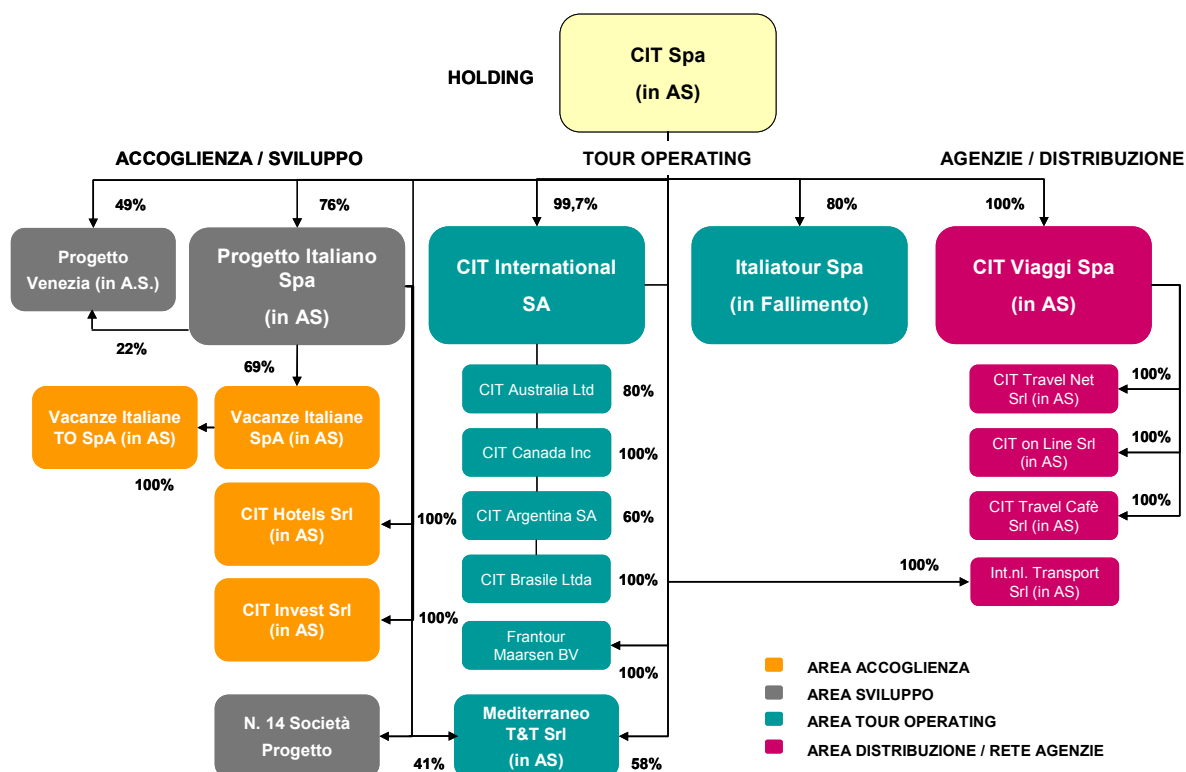 CIT Spa
(in AS)
HOLDING
ACCOGLIENZA / SVILUPPO
TOUR OPERATING
AGENZIE / DISTRIBUZIONE
49%
76%
99,7%
80%
100%
Progetto
Venezia (in A.S.)
Progetto Italiano
Spa
(in AS)
CIT International
SA
Italiatour Spa
(in Fallimento)
CIT Viaggi Spa
(in AS)
22%
69%
Vacanze Italiane
TO SpA (in AS)
Vacanze Italiane
SpA (in AS)
100%
CIT Australia Ltd
80%
CIT Travel Net
Srl (in AS)
100%
CIT Canada Inc
100%
CIT on Line Srl
(in AS)
100%
CIT Hotels Srl
(in AS)
100%
CIT Argentina SA
60%
CIT Travel Cafè
Srl (in AS)
100%
CIT Brasile Ltda
100%
100%
Int.nl. Transport
Srl (in AS)
CIT Invest Srl
(in AS)
100%
Frantour
Maarsen BV
100%
N. 14 Società
Progetto
41%
Mediterraneo
T&T Srl
(in AS)
58%
AREA ACCOGLIENZA
AREA SVILUPPO
AREA TOUR OPERATING
AREA DISTRIBUZIONE / RETE AGENZIE